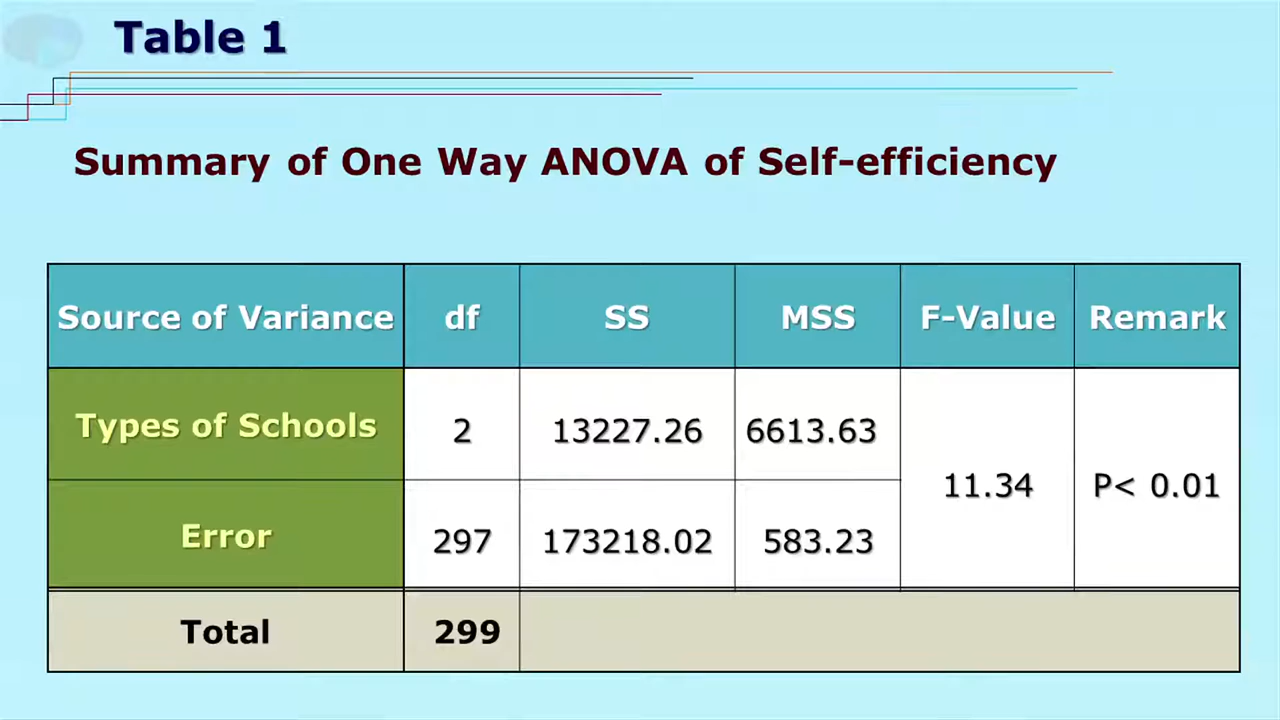 Table 1
Summary of One Way ANOVA of Self-efficiency
Source of Variance df SS MSS F-Value Remark
Types of Schools 2 13227.26 6613.63
11.34 P< 0.01
Error 297 173218.02 583.23
Total 299